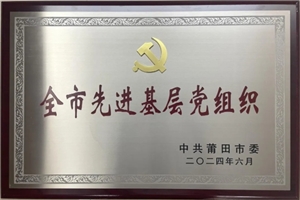 全市先进基层党组织
中共莆田市委
二〇二四年六月